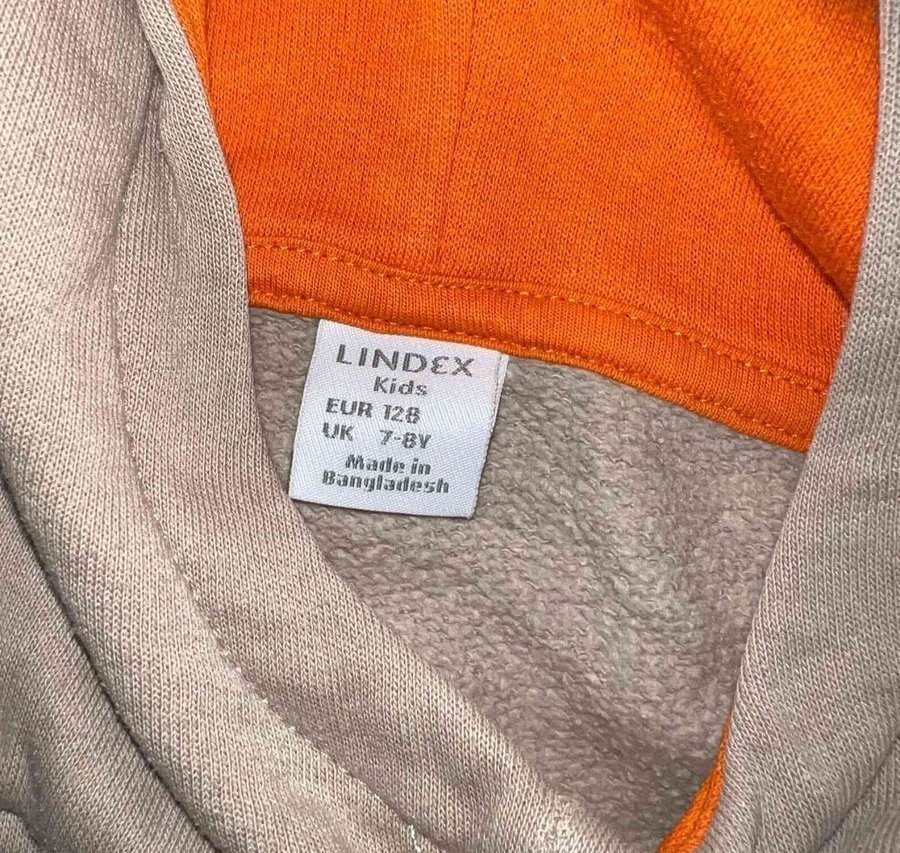 LINDEX
Kids
EUR 128
UK 7-8Y
Made in
Bangladesh